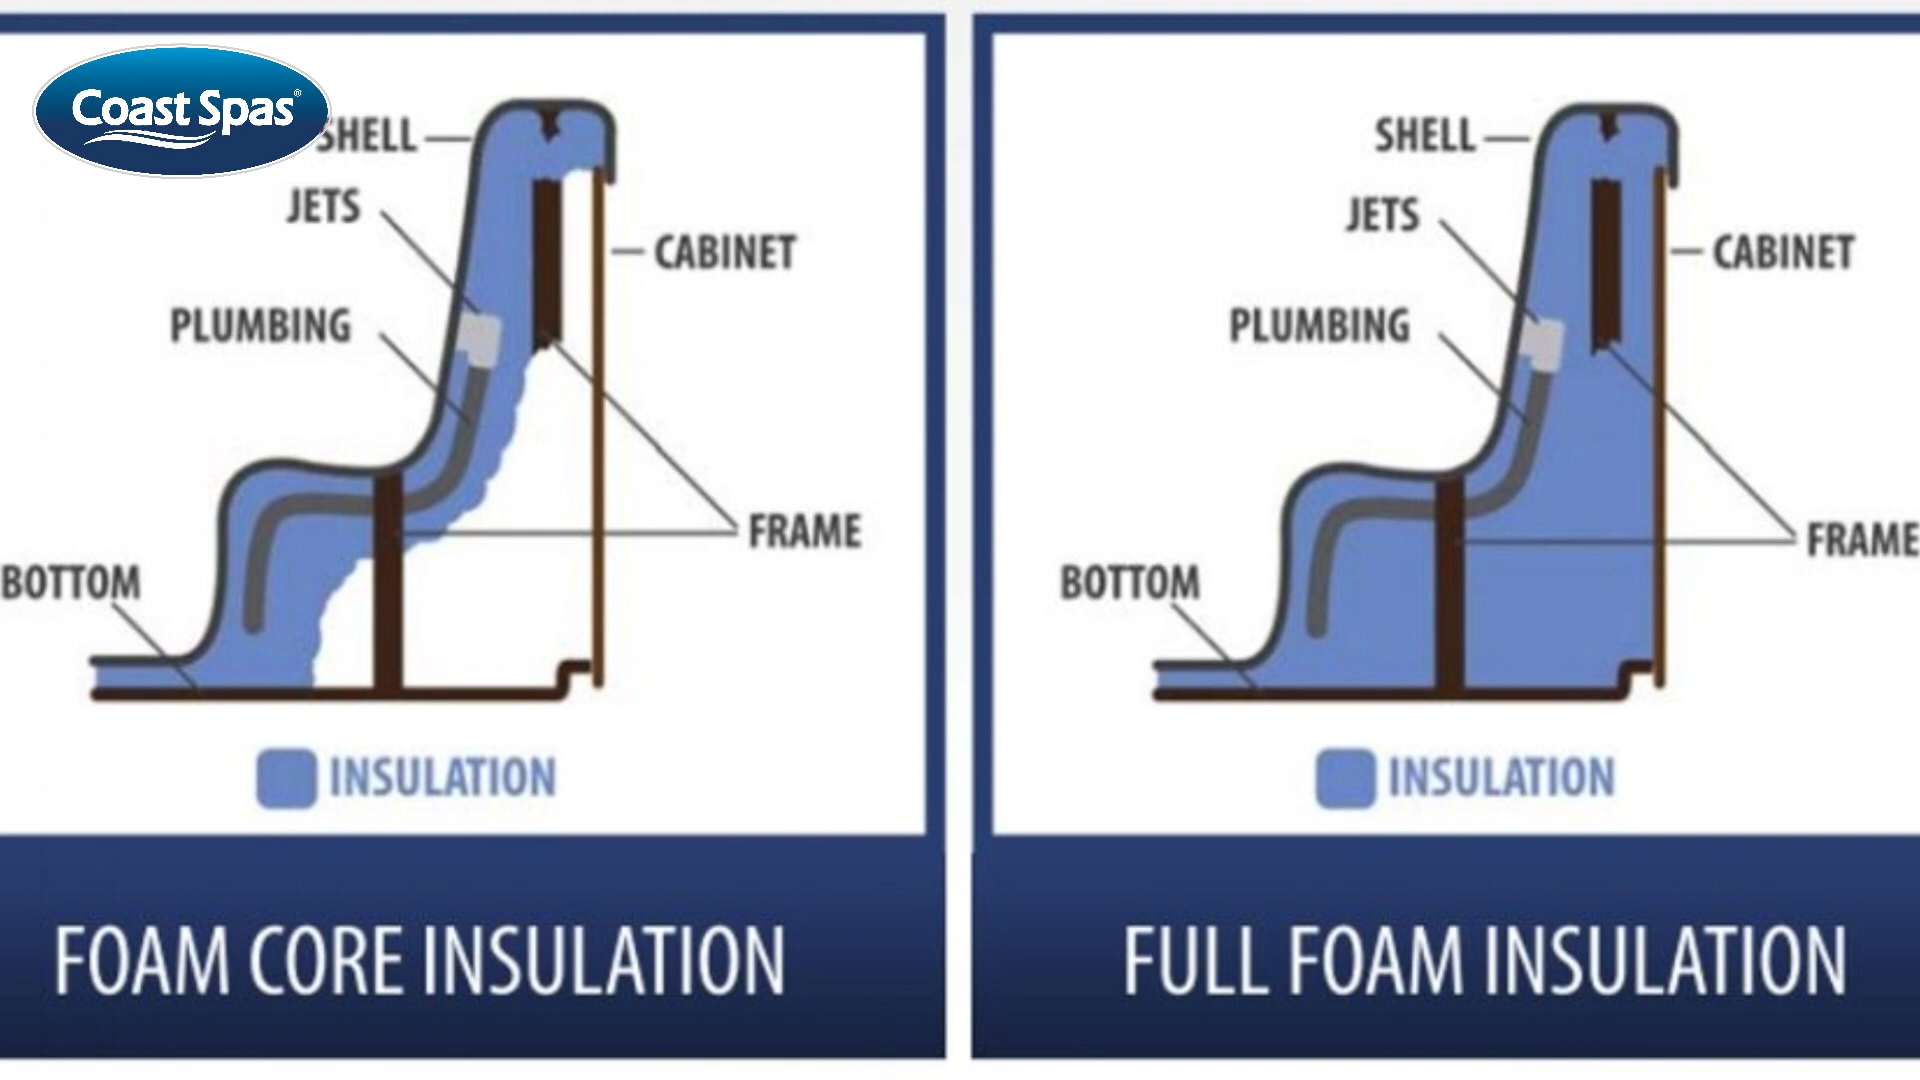 Coast Spas®
SHELL
JETS
PLUMBING
CABINET
FRAME
BOTTOM
INSULATION
FOAM CORE INSULATION
SHELL
JETS
PLUMBING
CABINET
FRAME
BOTTOM
INSULATION
FULL FOAM INSULATION